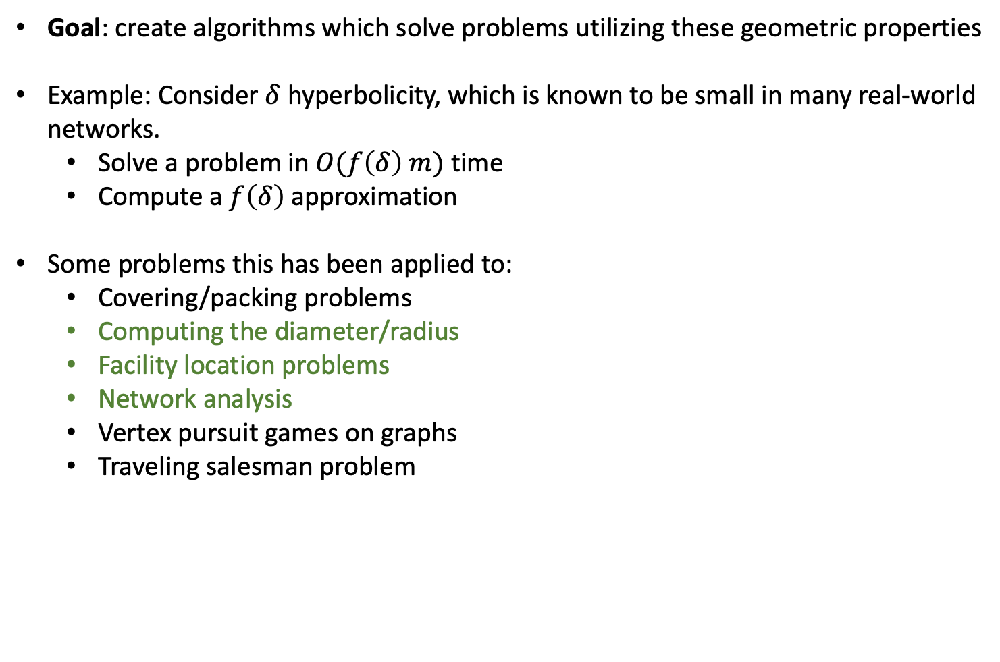 • Goal: create algorithms which solve problems utilizing these geometric properties
• Example: Consider 𝛿 hyperbolicity, which is known to be small in many real-world
networks.
• Solve a problem in 𝑂(𝑓(𝛿) 𝑚) time
• Compute a 𝑓(𝛿) approximation
• Some problems this has been applied to:
• Covering/packing problems
• Computing the diameter/radius
• Facility location problems
• Network analysis
• Vertex pursuit games on graphs
• Traveling salesman problem